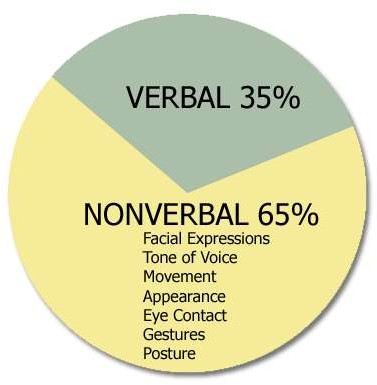 VERBAL 35%
NONVERBAL 65%
Facial Expressions
Tone of Voice
Movement
Appearance
Eye Contact
Gestures
Posture